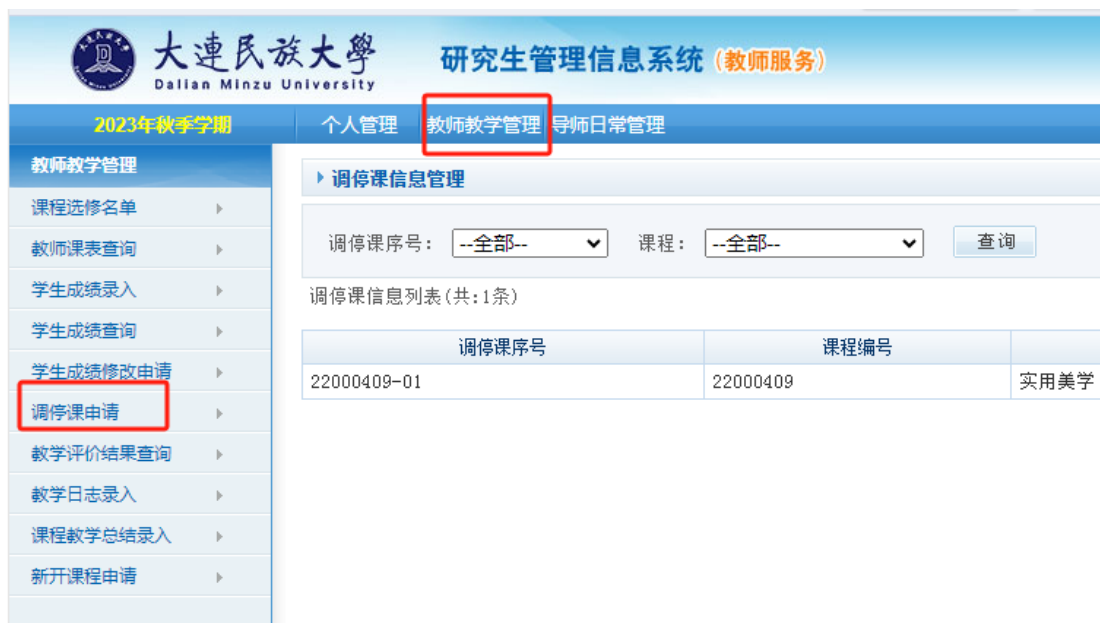 大連民族大學 研究生管理信息系统(教师服务)
Dalian Minzu University
2023年秋季学期 个人管理 教师教学管理 导师日常管理
教师教学管理
课程选修名单
教师课表查询
学生成绩录入
学生成绩查询
学生成绩修改申请
调停课申请
教学评价结果查询
教学日志录入
课程教学总结录入
新开课程申请
调停课信息管理
调停课序号： --全部-- 课程： --全部-- 查询
调停课信息列表(共:1条)
调停课序号 课程编号
22000409-01 22000409 实用美学